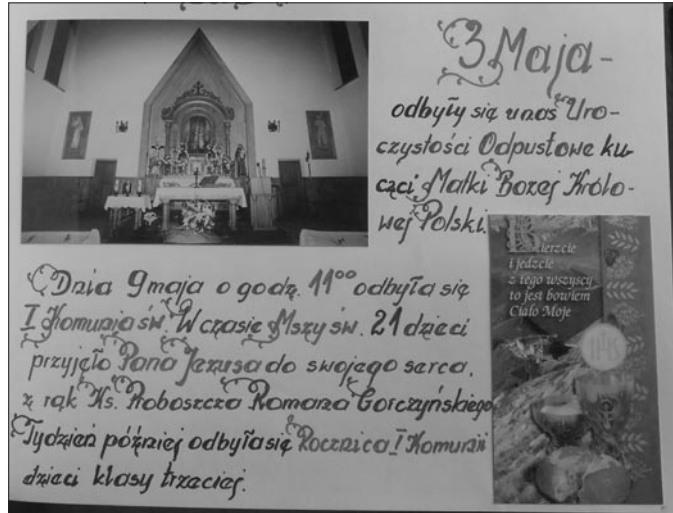 3 Maja-
odbyły się u nas Uro-
czystości Odpustowe ku
czci Matki Bożej Królo-
wej Polski.
Bierzcie
i jedzcie
z tego wszyscy
to jest bowiem
Ciało Moje
IHS
Dnia 9 maja o godz. 11⁰⁰ odbyła się
I Komunia św. W czasie Mszy św. 21 dzieci
przyjęło Pana Jezusa do swojego serca,
z rąk Ks. Proboszcza Romana Gorczyńskiego
Tydzień później odbyła się Rocznica I Komunii
dzieci klasy trzeciej.